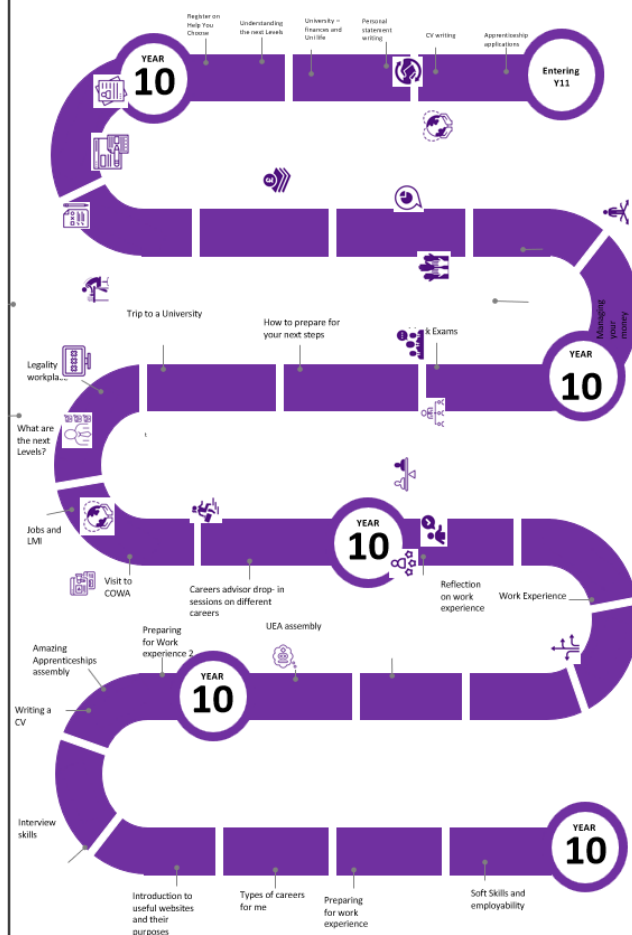 Register on
Help You
Choose
Understanding
the next Levels
University –
finances and
Uni life
Personal
statement
writing
CV writing
Apprenticeship
applications
YEAR
10
Entering
Y11
Managing
your
money
Trip to a University
How to prepare for
your next steps
k Exams
YEAR
10
Legality
workpla
What are
the next
Levels?
Jobs and
LMI
YEAR
10
Visit to
COWA
Careers advisor drop- in
sessions on different
careers
Reflection
on work
experience
Work Experience
UEA assembly
Preparing
for Work
experience 2
Amazing
Apprenticeships
assembly
Writing a
CV
YEAR
10
Interview
skills
YEAR
10
Introduction to
useful websites
and their
purposes
Types of careers
for me
Preparing
for work
experience
Soft Skills and
employability